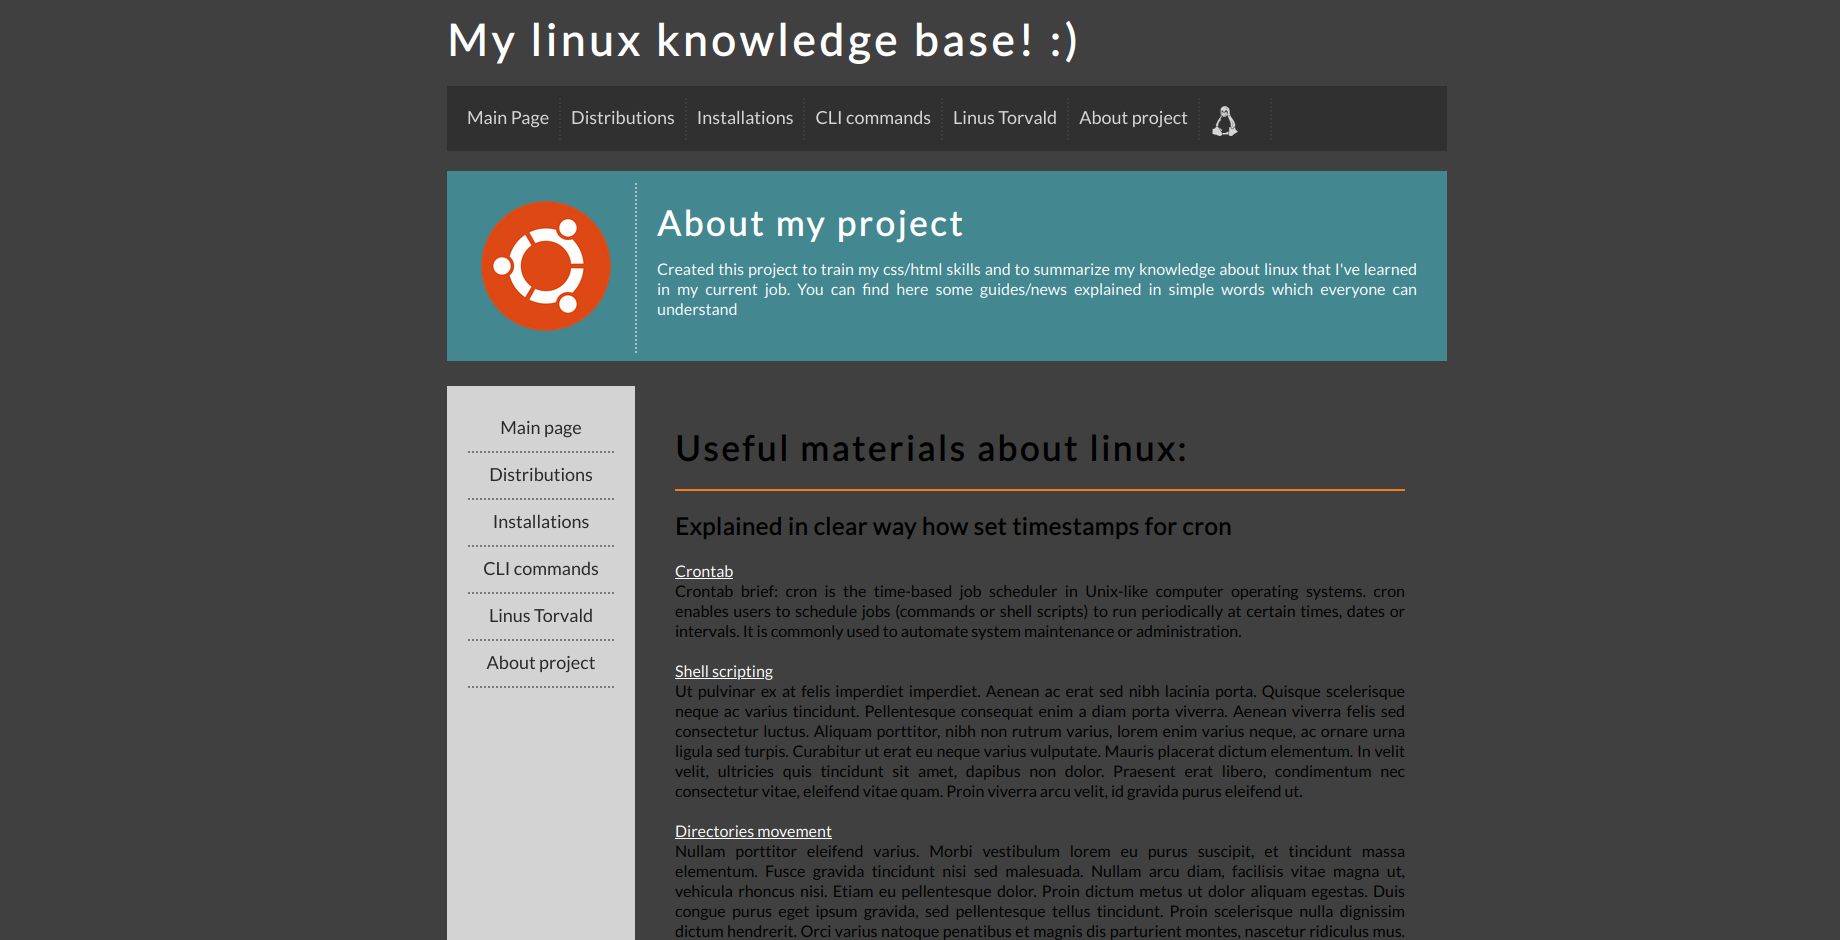 My linux knowledge base! :)
Main Page Distributions Installations CLI commands Linus Torvald About project
About my project
Created this project to train my css/html skills and to summarize my knowledge about linux that I've learned
in my current job. You can find here some guides/news explained in simple words which everyone can
understand
Main page
Distributions
Installations
CLI commands
Linus Torvald
About project
Useful materials about linux:
Explained in clear way how set timestamps for cron
Crontab
Crontab brief: cron is the time-based job scheduler in Unix-like computer operating systems. cron
enables users to schedule jobs (commands or shell scripts) to run periodically at certain times, dates or
intervals. It is commonly used to automate system maintenance or administration.
Shell scripting
Ut pulvinar ex at felis imperdiet imperdiet. Aenean ac erat sed nibh lacinia porta. Quisque scelerisque
neque ac varius tincidunt. Pellentesque consequat enim a diam porta viverra. Aenean viverra felis sed
consectetur luctus. Aliquam porttitor, nibh non rutrum varius, lorem enim varius neque, ac ornare urna
ligula sed turpis. Curabitur ut erat eu neque varius vulputate. Mauris placerat dictum elementum. In velit
velit, ultricies quis tincidunt sit amet, dapibus non dolor. Praesent erat libero, condimentum nec
consectetur vitae, eleifend vitae quam. Proin viverra arcu velit, id gravida purus eleifend ut.
Directories movement
Nullam porttitor eleifend varius. Morbi vestibulum lorem eu purus suscipit, et tincidunt massa
elementum. Fusce gravida tincidunt nisi sed malesuada. Nullam arcu diam, facilisis vitae magna ut,
vehicula rhoncus nisi. Etiam eu pellentesque dolor. Proin dictum metus ut dolor aliquam egestas. Duis
congue purus eget ipsum gravida, sed pellentesque tellus tincidunt. Proin scelerisque nulla dignissim
dictum hendrerit. Orci varius natoque penatibus et magnis dis parturient montes, nascetur ridiculus mus.